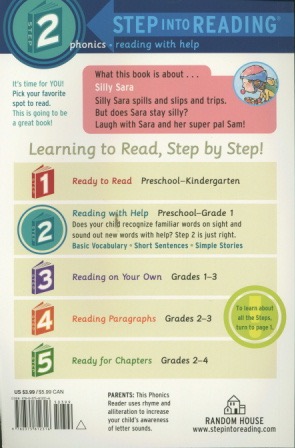 STEP 2
STEP INTO READING®
phonics • reading with help
It's time for YOU!
Pick your favorite
spot to read.
This is going to be
a great book!
What this book is about . . .
Silly Sara
Silly Sara spills and slips and trips.
But does Sara stay silly?
Laugh with Sara and her super pal Sam!
Learning to Read, Step by Step!
1 Ready to Read Preschool–Kindergarten
2 Reading with Help Preschool–Grade 1
Does your child recognize familiar words on sight and
sound out new words with help? Step 2 is just right.
Basic Vocabulary • Short Sentences • Simple Stories
3 Reading on Your Own Grades 1–3
4 Reading Paragraphs Grades 2–3
To learn about
all the Steps,
turn to page 1.
5 Ready for Chapters Grades 2–4
US $3.99 / $5.99 CAN
PARENTS: This Phonics
Reader uses rhyme and
alliteration to increase
your child's awareness
of letter sounds.
RANDOM HOUSE
www.stepintoreading.com